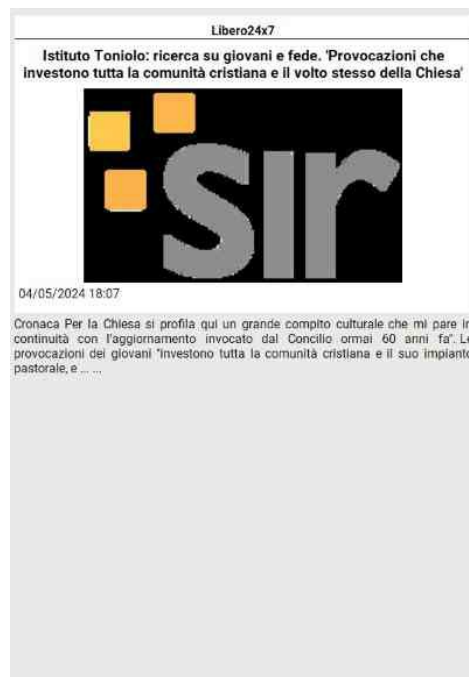 Libero24x7
Istituto Toniolo: ricerca su giovani e fede. 'Provocazioni che
investono tutta la comunità cristiana e il volto stesso della Chiesa'
sır
04/05/2024 18:07
Cronaca Per la Chiesa si profila qui un grande compito culturale che mi pare in
continuità con l'aggiornamento invocato dal Concilio ormai 60 anni fa". Le
provocazioni dei giovani "investono tutta la comunità cristiana e il suo impianto
pastorale, e ... ...